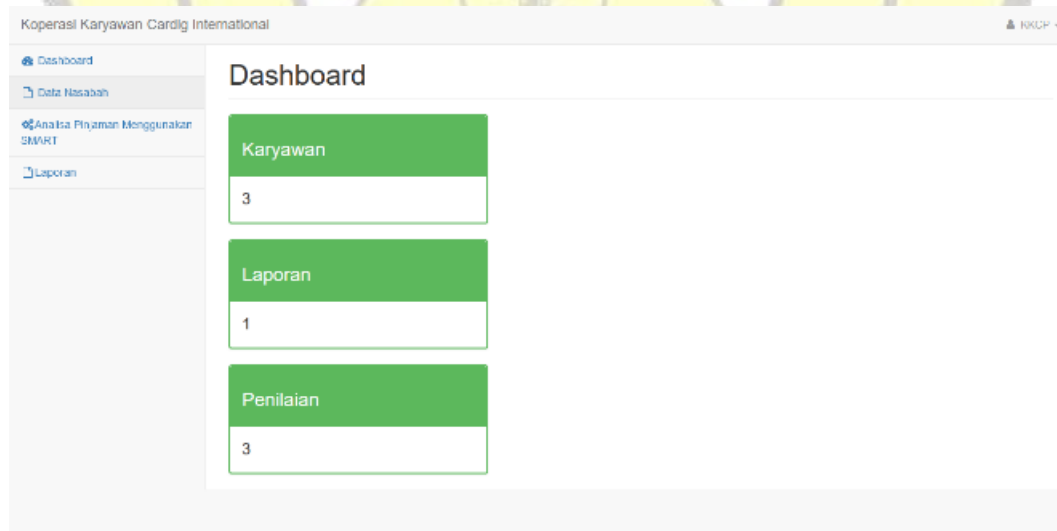 Koperasi Karyawan Cardig International
Dashboard
Data Nasabah
Analisa Pinjaman Menggunakan
SMART
Laporan
Dashboard
Karyawan
3
Laporan
1
Penilaian
3